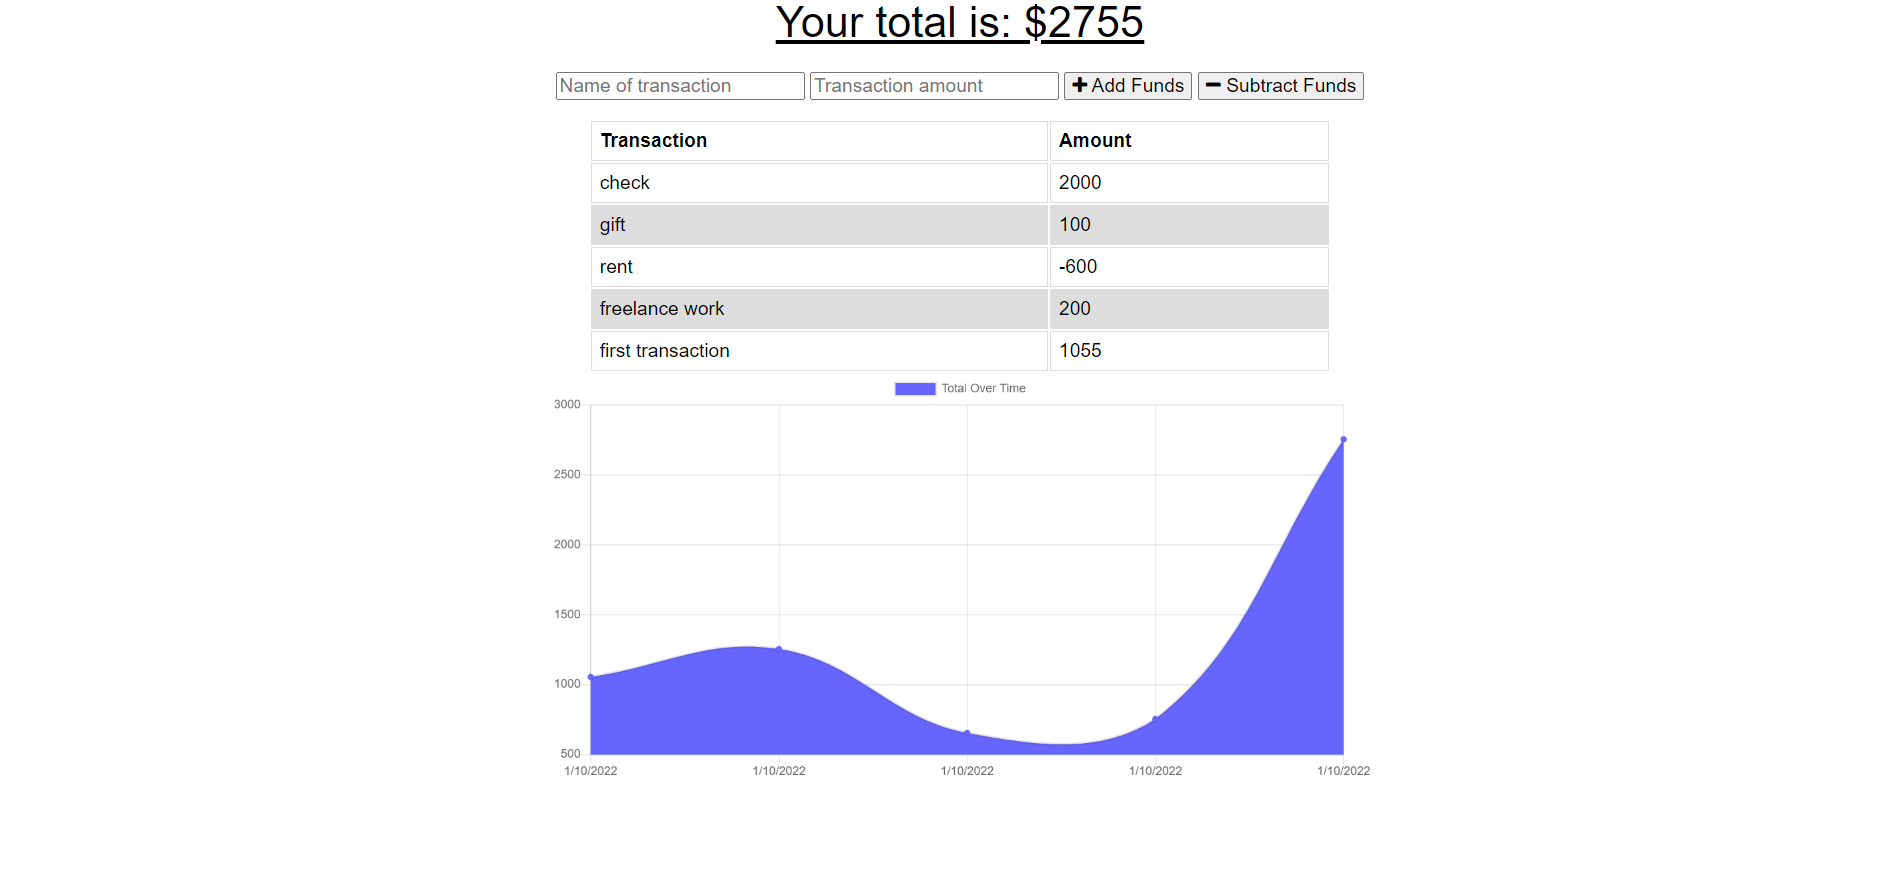 Your total is: $2755
Name of transaction Transaction amount Add Funds Subtract Funds
Transaction Amount
check 2000
gift 100
rent -600
freelance work 200
first transaction 1055
Total Over Time
3000
2500
2000
1500
1000
500
1/10/2022 1/10/2022 1/10/2022 1/10/2022 1/10/2022